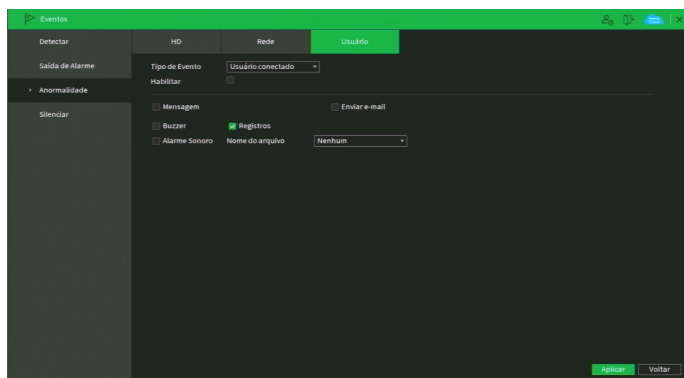 Eventos
Detectar
Saída de Alarme
Anormalidade
Silenciar
HD Rede Usuário
Tipo de Evento Usuário conectado
Habilitar
Mensagem Enviar e-mail
Buzzer Registros
Alarme Sonoro Nome do arquivo Nenhum
Aplicar Voltar